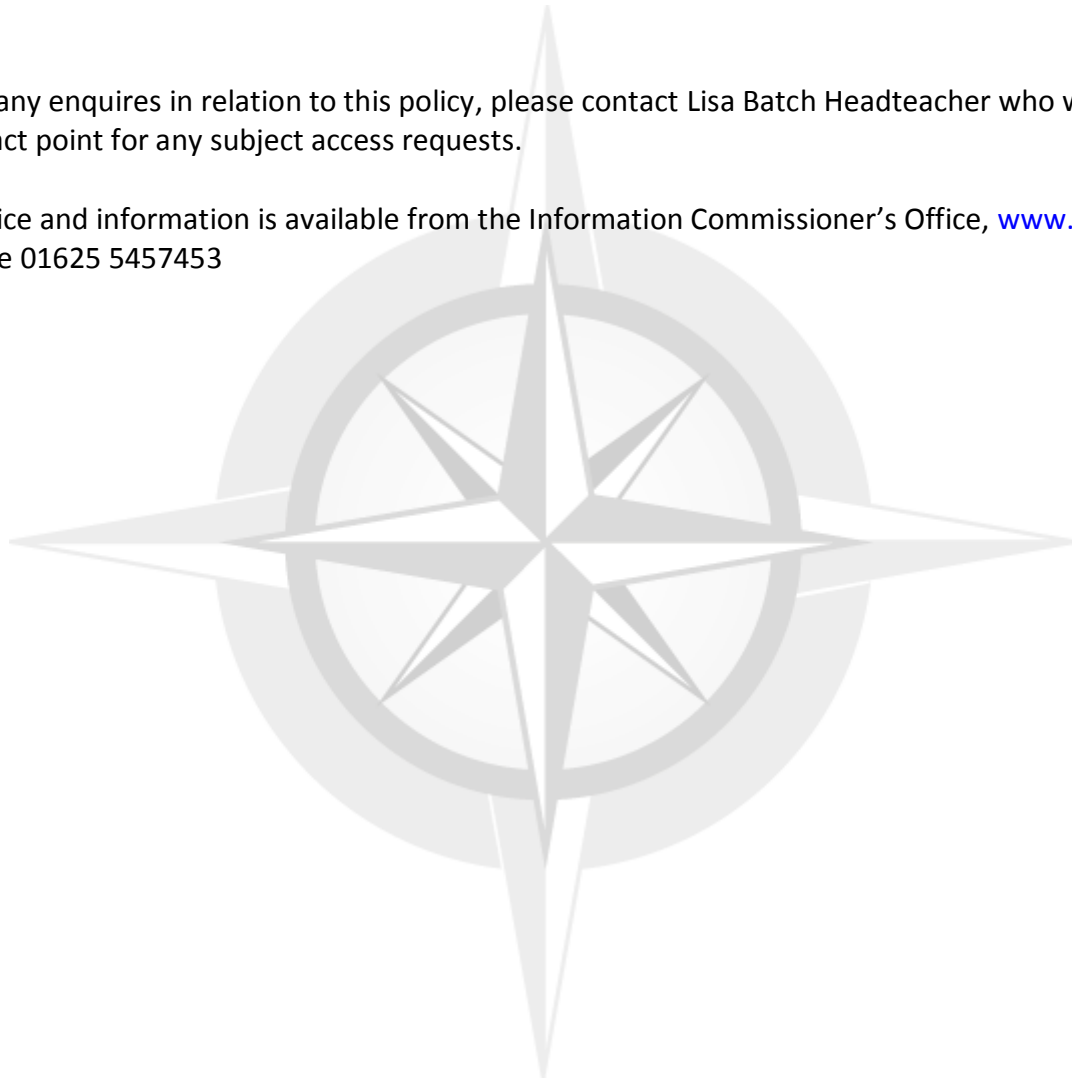 any enquires in relation to this policy, please contact Lisa Batch Headteacher who
act point for any subject access requests.
ice and information is available from the Information Commissioner’s Office, www.
e 01625 5457453